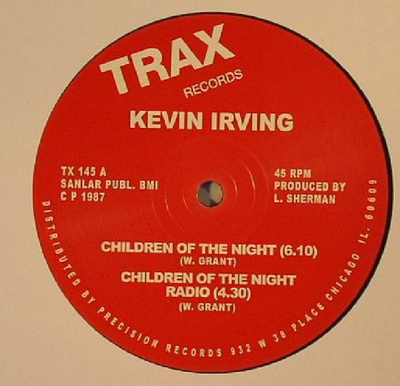 TRAX
RECORDS
KEVIN IRVING
TX 145 A
SANLAR PUBL. BMI
C P 1987
45 RPM
PRODUCED BY
L. SHERMAN
CHILDREN OF THE NIGHT (6.10)
(W. GRANT)
CHILDREN OF THE NIGHT
RADIO (4.30)
(W. GRANT)
DISTRIBUTED BY PRECISION RECORDS 932 W 38 PLACE CHICAGO IL. 60609